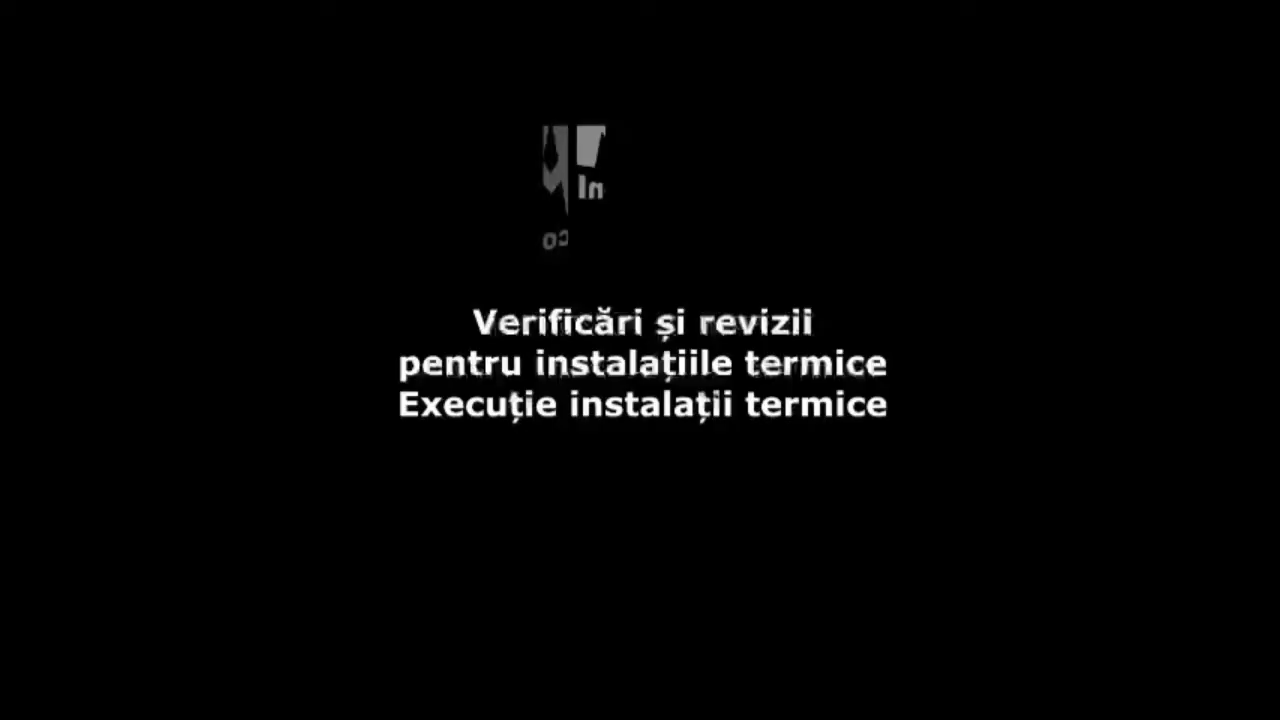 Verificări și revizii
pentru instalațiile termice
Execuție instalații termice